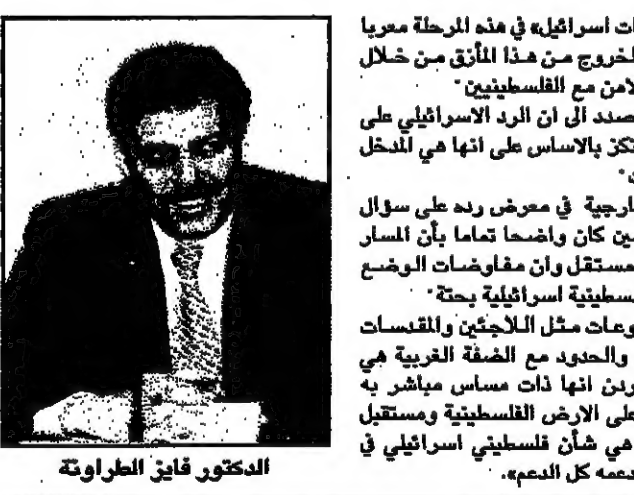 ات اسرائيل» في هذه المرحلة معربا
لخروج من هذا المأزق من خلال
لامن مع الفلسطينيين"
صدد الى ان الرد الاسرائيلي على
تكز بالاساس على انها هي المدخل
ارجية في معرض رده على سؤال
ين كان واضحا تماما بأن المسار
مستقل وان مفاوضات الوضع
سطينية اسرائيلية بحتة"
وعات مثل اللاجئين والمقدسات
والحدود مع الضفة الغربية هي
ردن انها ذات مساس مباشر به
على الارض الفلسطينية ومستقبل
هي شأن فلسطيني اسرائيلي في
دعمه كل الدعم».
الدكتور فايز الطراونة